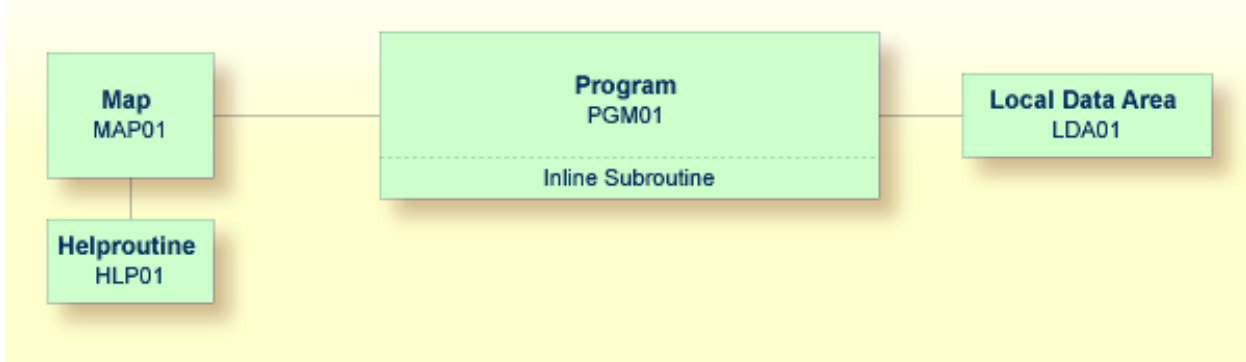 Map
MAP01
Program
PGM01
Inline Subroutine
Local Data Area
LDA01
Helproutine
HLP01